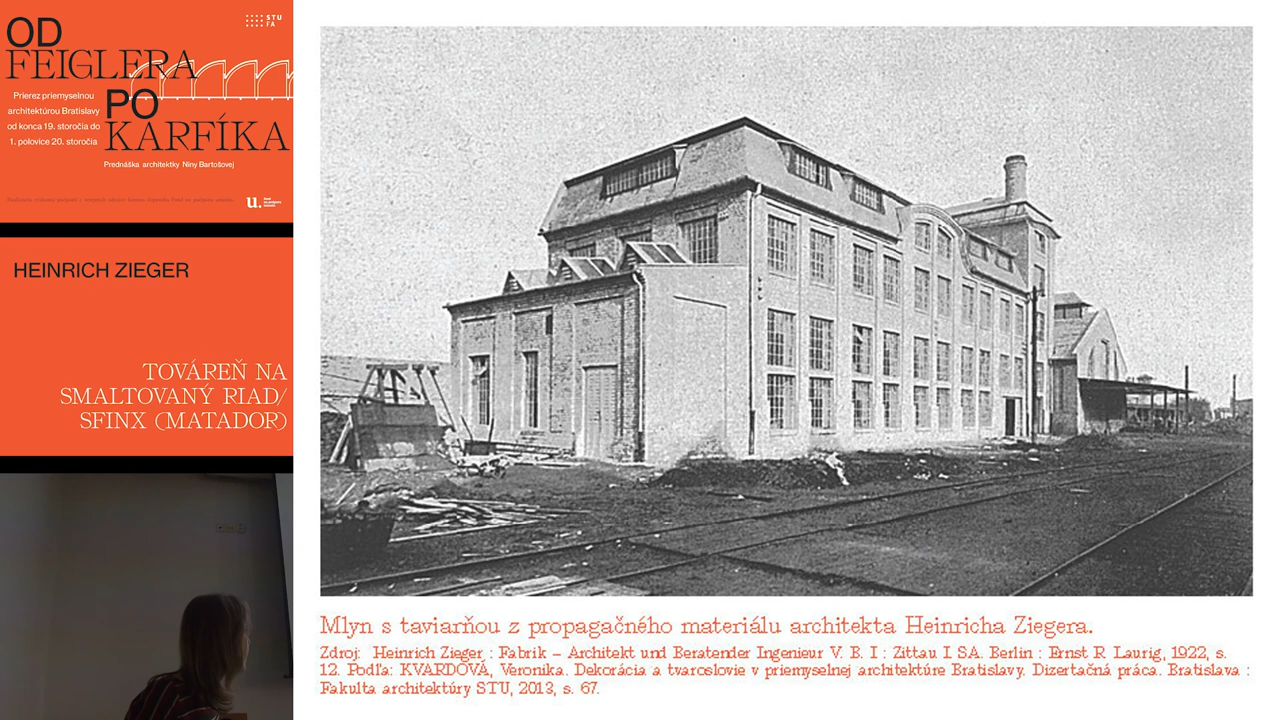 OD
FEIGLERA
PO
KARFÍKA
Prierez priemyselnou
architektúrou Bratislavy
od konca 19. storočia do
1. polovice 20. storočia
Prednáška architektky Niny Bartošovej
STU
FA
u.
HEINRICH ZIEGER
TOVÁREŇ NA
SMALTOVANÝ RIAD/
SFINX (MATADOR)
Mlyn s taviarňou z propagačného materiálu architekta Heinricha Ziegera.
Zdroj: Heinrich Zieger : Fabrik – Architekt und Beratender Ingenieur V. B. I : Zittau I. SA. Berlin : Ernst R. Laurig, 1922, s.
12. Podľa: KVARDOVÁ, Veronika. Dekorácia a tvaroslovie v priemyselnej architektúre Bratislavy. Dizertačná práca. Bratislava :
Fakulta architektúry STU, 2013, s. 67.